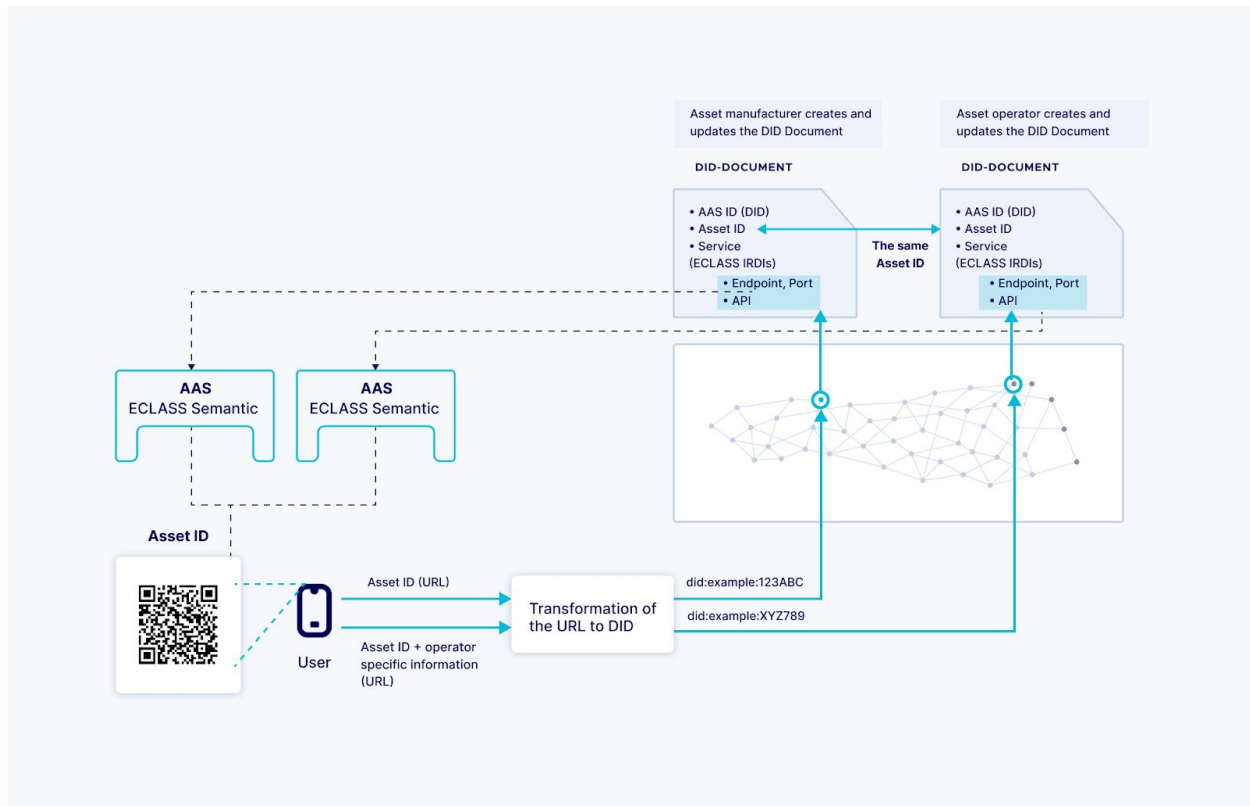 Asset manufacturer creates and
updates the DID Document
Asset operator creates and
updates the DID Document
DID-DOCUMENT
DID-DOCUMENT
• AAS ID (DID)
• Asset ID
• Service
(ECLASS IRDIs)
• Endpoint, Port
• API
The same
Asset ID
• AAS ID (DID)
• Asset ID
• Service
(ECLASS IRDIs)
• Endpoint, Port
• API
AAS
ECLASS Semantic
AAS
ECLASS Semantic
Asset ID
User
Asset ID (URL)
Asset ID + operator
specific information
(URL)
Transformation of
the URL to DID
did:example:123ABC
did:example:XYZ789